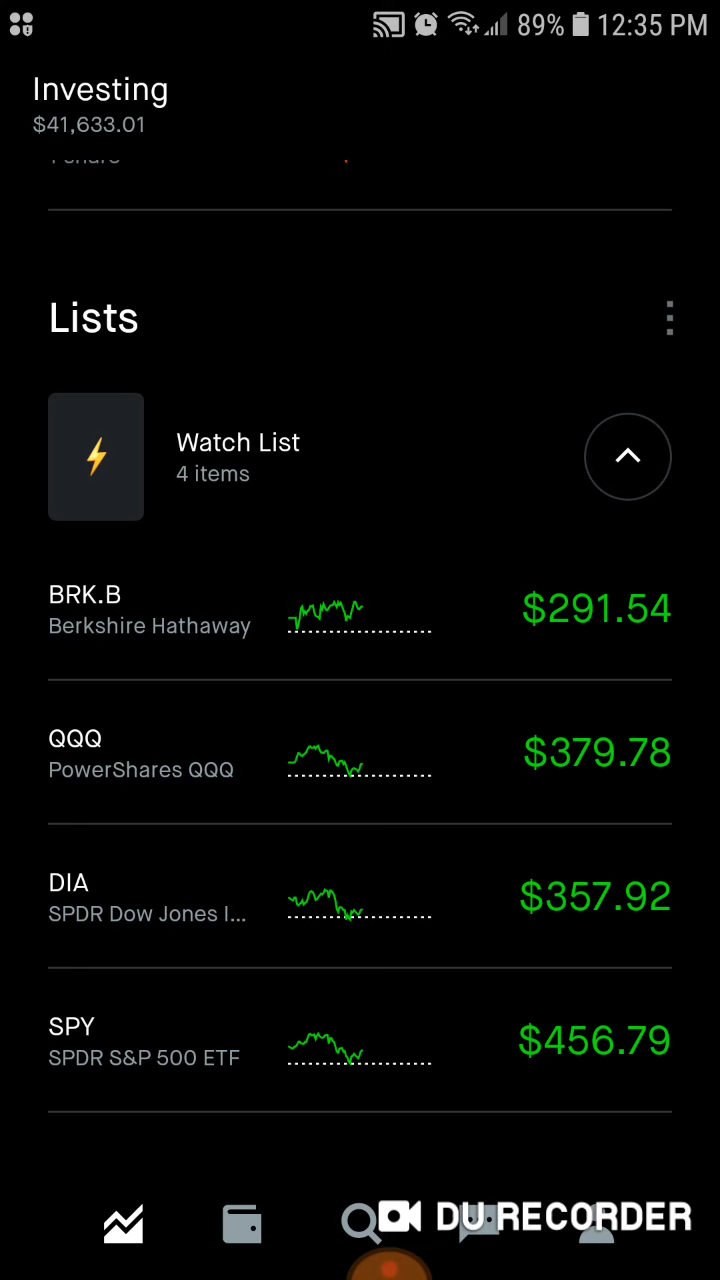 89% 12:35 PM
Investing
$41,633.01
Lists
Watch List
4 items
BRK.B
Berkshire Hathaway
$291.54
QQQ
PowerShares QQQ
$379.78
DIA
SPDR Dow Jones I...
$357.92
SPY
SPDR S&P 500 ETF
$456.79
DU RECORDER